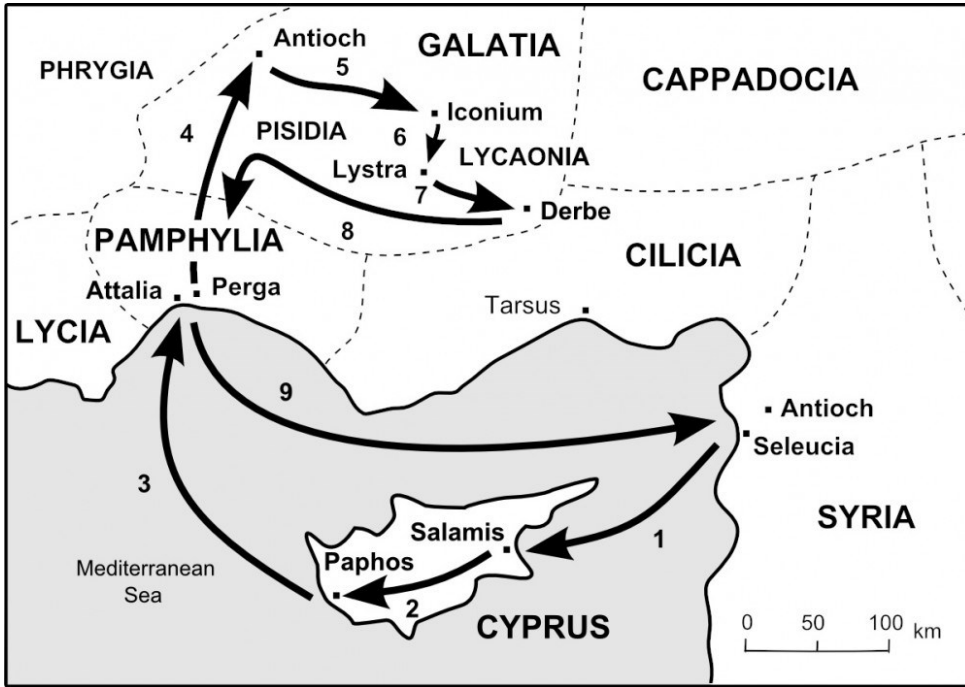 Antioch
GALATIA
PHRYGIA
5
CAPPADOCIA
Iconium
4
PISIDIA
6
LYCAONIA
Lystra
7
Derbe
8
PAMPHYLIA
CILICIA
Attalia
Perga
Tarsus
LYCIA
9
Antioch
Seleucia
3
SYRIA
Salamis
1
Paphos
Mediterranean
Sea
2
CYPRUS
0 50 100 km